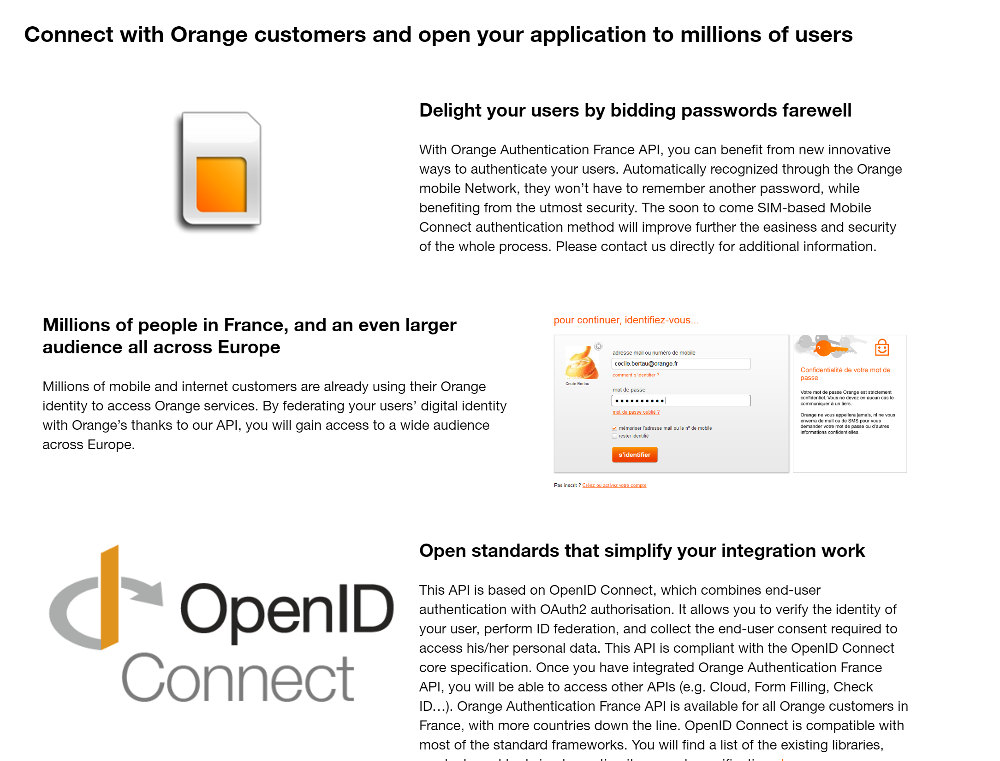 Connect with Orange customers and open your application to millions of users
Delight your users by bidding passwords farewell
With Orange Authentication France API, you can benefit from new innovative
ways to authenticate your users. Automatically recognized through the Orange
mobile Network, they won’t have to remember another password, while
benefiting from the utmost security. The soon to come SIM-based Mobile
Connect authentication method will improve further the easiness and security
of the whole process. Please contact us directly for additional information.
Millions of people in France, and an even larger
audience all across Europe
Millions of mobile and internet customers are already using their Orange
identity to access Orange services. By federating your users’ digital identity
with Orange’s thanks to our API, you will gain access to a wide audience
across Europe.
pour continuer, identifiez-vous...
adresse mail ou numéro de mobile
cecile.bertau@orange.fr
comment s'identifier ?
Cecile Bertau
mot de passe
mot de passe oublié ?
mémoriser l'adresse mail ou le n° de mobile
rester identifié
s'identifier
Pas inscrit ? Créez ou activez votre compte
Confidentialité de votre mot de
passe
Votre mot de passe Orange est strictement
confidentiel. Vous ne devez en aucun cas le
communiquer à un tiers.
Orange ne vous appellera jamais, ni ne vous
enverra de mail ou de SMS pour vous
demander votre mot de passe ou d'autres
informations confidentielles.
OpenID
Connect
Open standards that simplify your integration work
This API is based on OpenID Connect, which combines end-user
authentication with OAuth2 authorisation. It allows you to verify the identity of
your user, perform ID federation, and collect the end-user consent required to
access his/her personal data. This API is compliant with the OpenID Connect
core specification. Once you have integrated Orange Authentication France
API, you will be able to access other APIs (e.g. Cloud, Form Filling, Check
ID…). Orange Authentication France API is available for all Orange customers in
France, with more countries down the line. OpenID Connect is compatible with
most of the standard frameworks. You will find a list of the existing libraries,